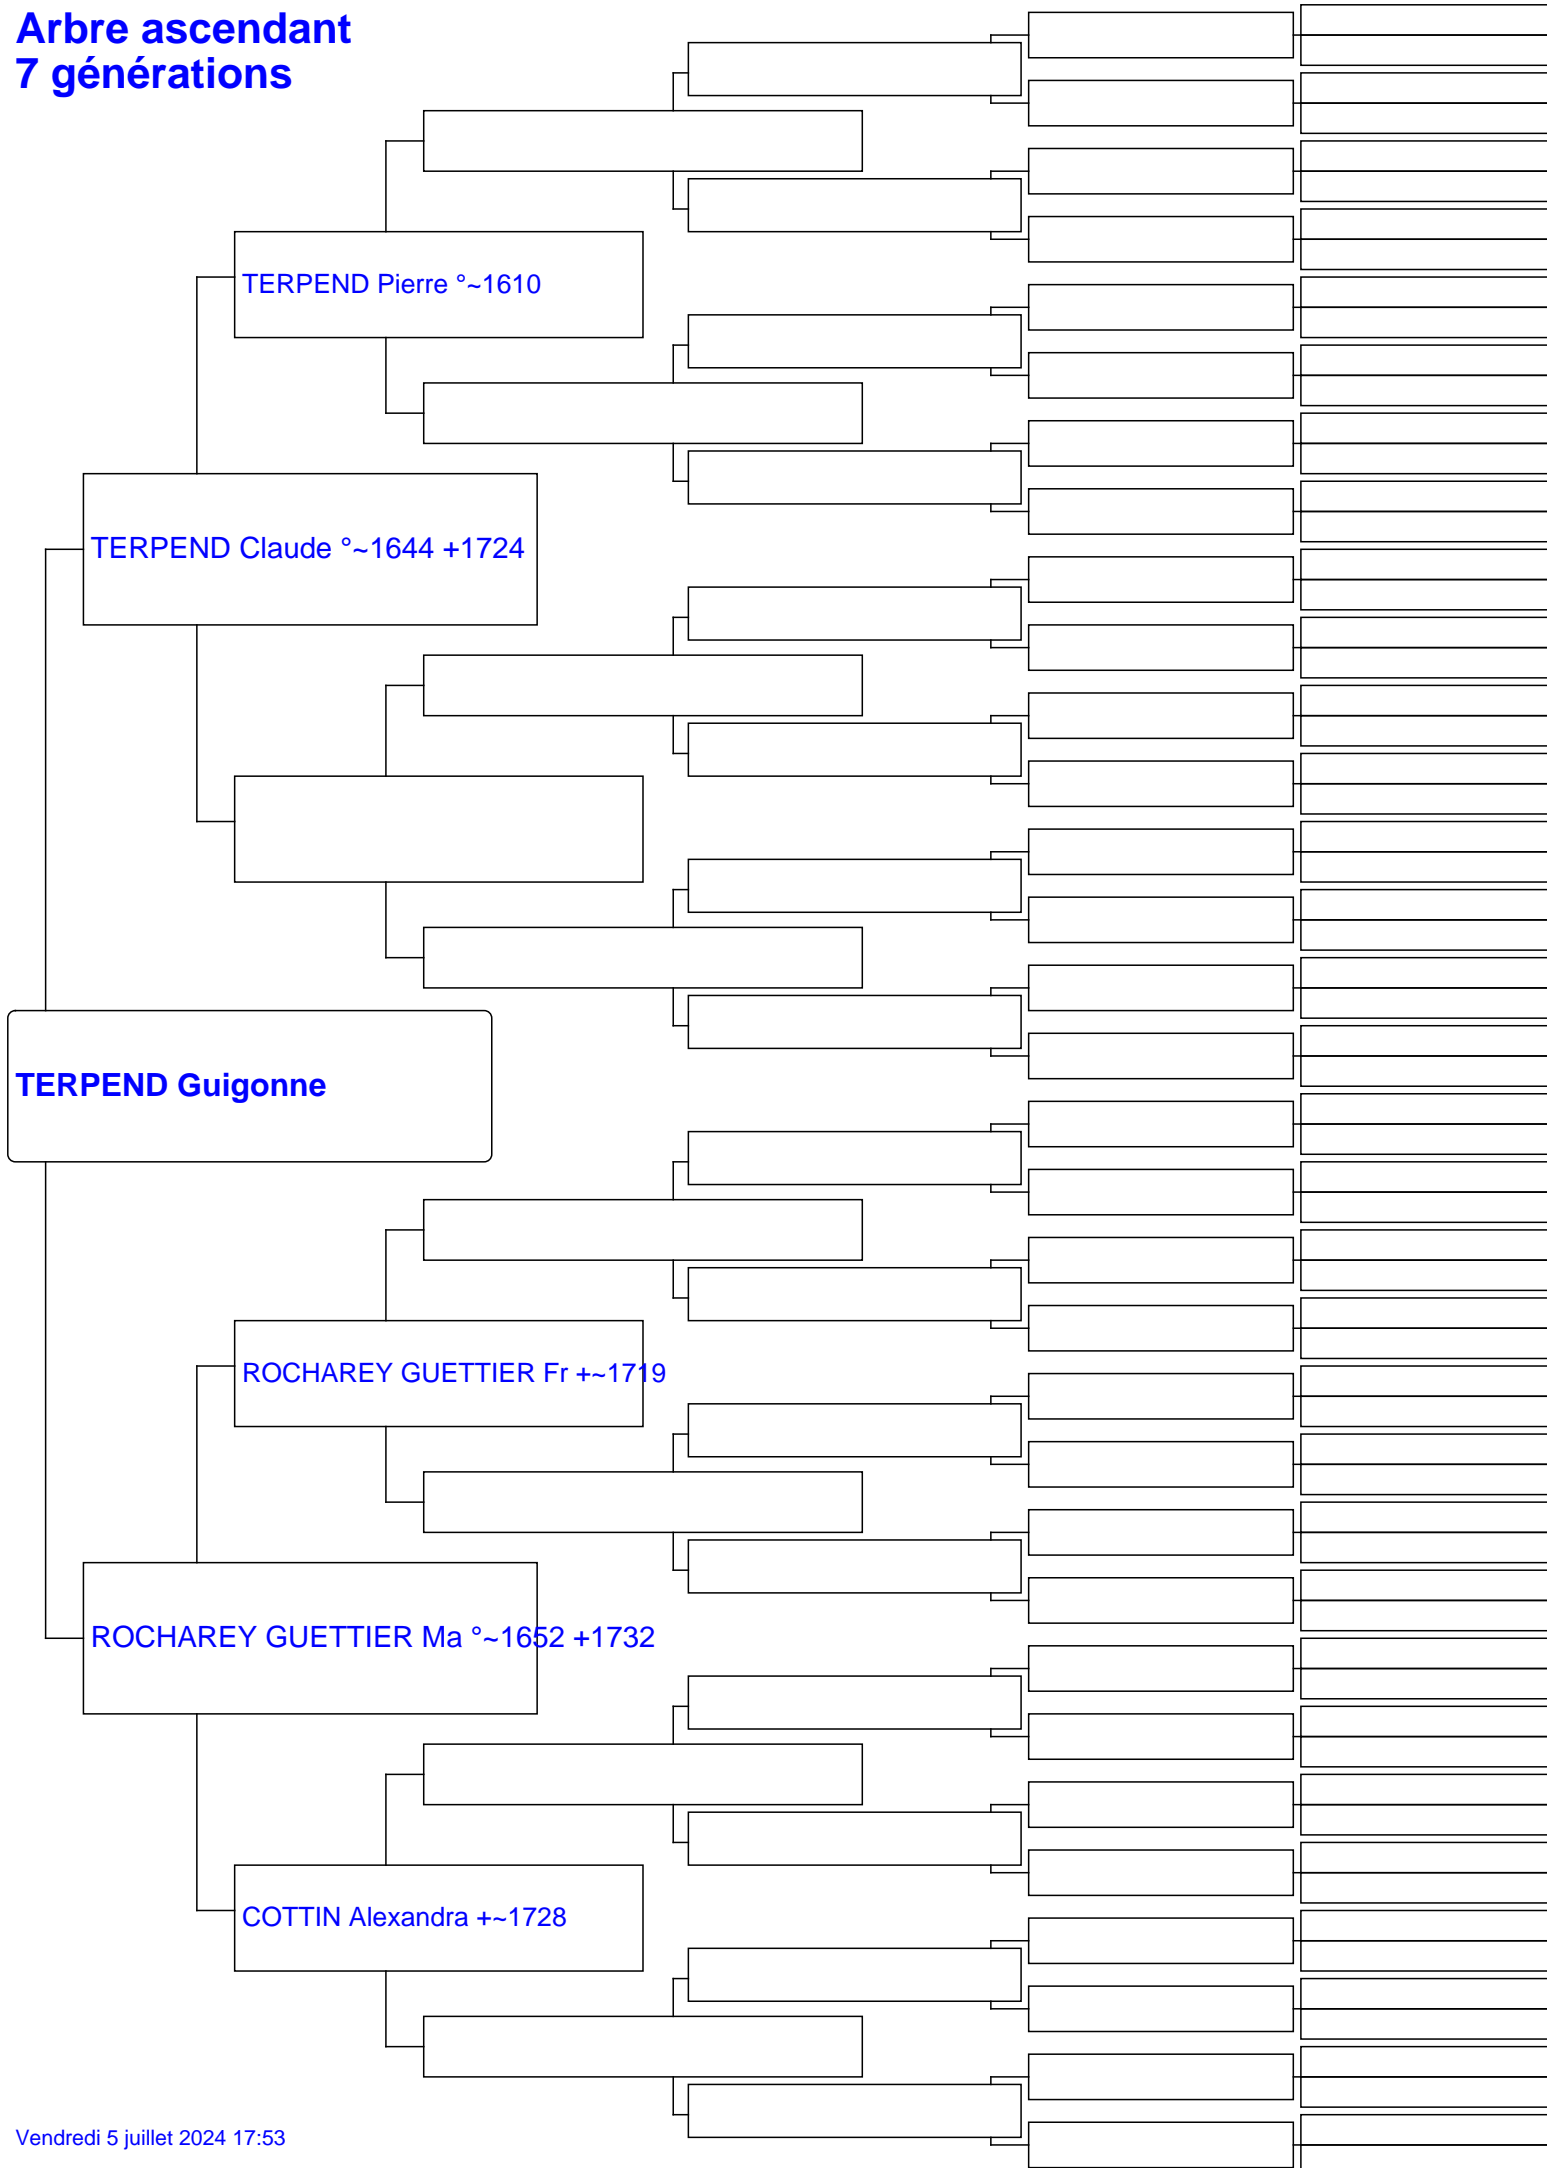 Arbre ascendant
7 générations
TERPEND Pierre °~1610
TERPEND Claude °~1644 +1724
TERPEND Guigonne
ROCHAREY GUETTIER Fr +~1719
ROCHAREY GUETTIER Ma °~1652 +1732
COTTIN Alexandra +~1728
Vendredi 5 juillet 2024 17:53